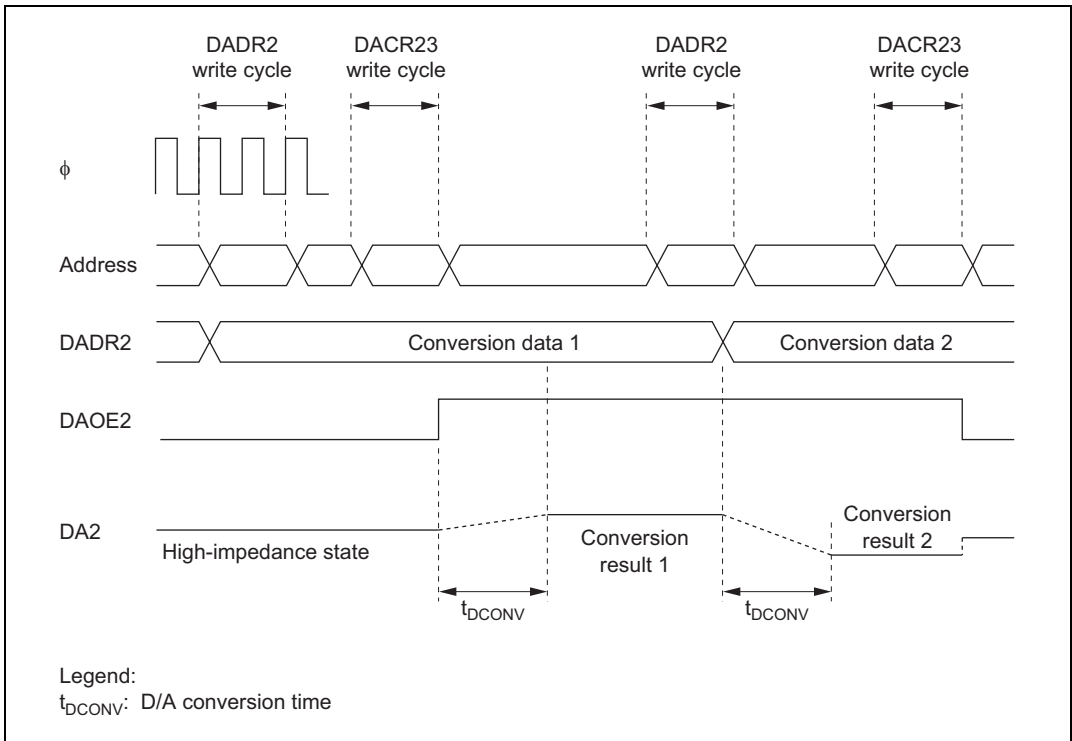 DADR2
write cycle
DACR23
write cycle
DADR2
write cycle
DACR23
write cycle
ϕ
Address
DADR2
Conversion data 1
Conversion data 2
DAOE2
DA2
High-impedance state
Conversion
result 1
Conversion
result 2
tDCONV
tDCONV
Legend:
tDCONV: D/A conversion time